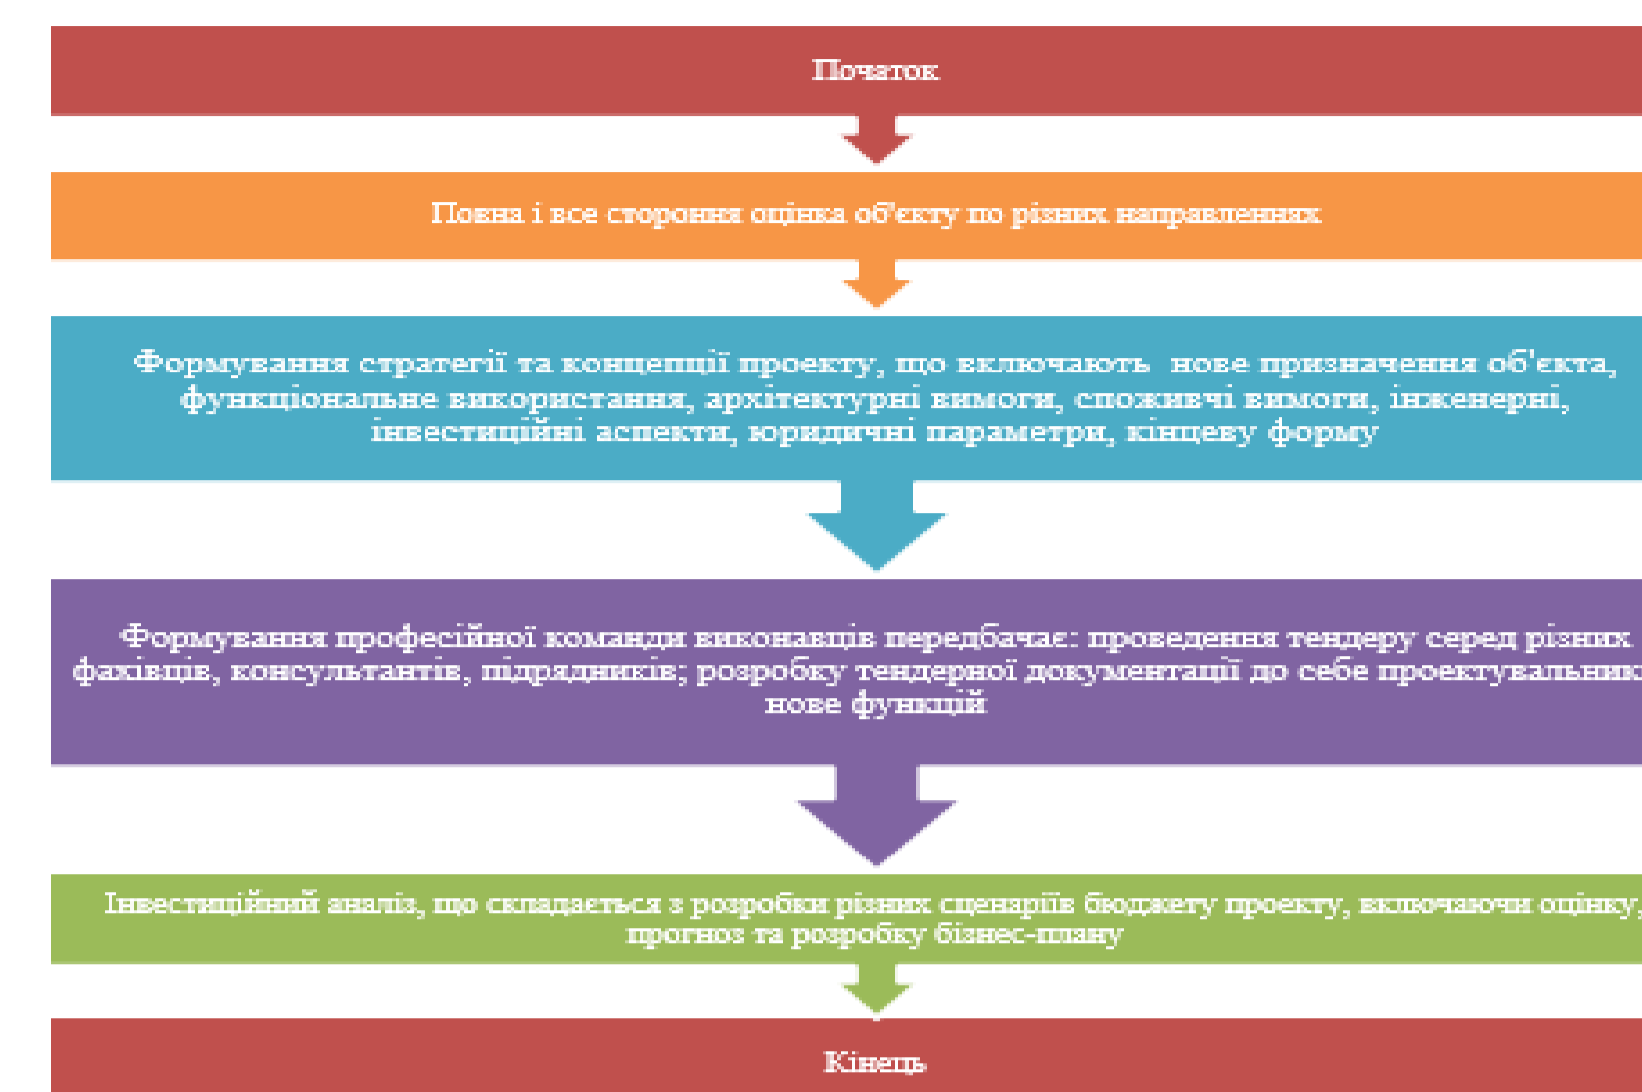 Початок
Повна і все стороння оцінка об'єкту по різних направленнях
Формування стратегії та концепції проекту, що включають нове призначення об'єкта,
функціональне використання, архітектурні вимоги, споживчі вимоги, інженерні,
інвестиційні аспекти, юридичні параметри, кінцеву форму
Формування професійної команди виконавців передбачає: проведення тендеру серед різних
фахівців, консультантів, підрядників; розробку тендерної документації до себе
нове функцій
Інвестиційний аналіз, що складається з розробки різних сценаріїв бюджету проекту, включаючи оцінку,
прогноз та розробку бізнес-плану
Кінець